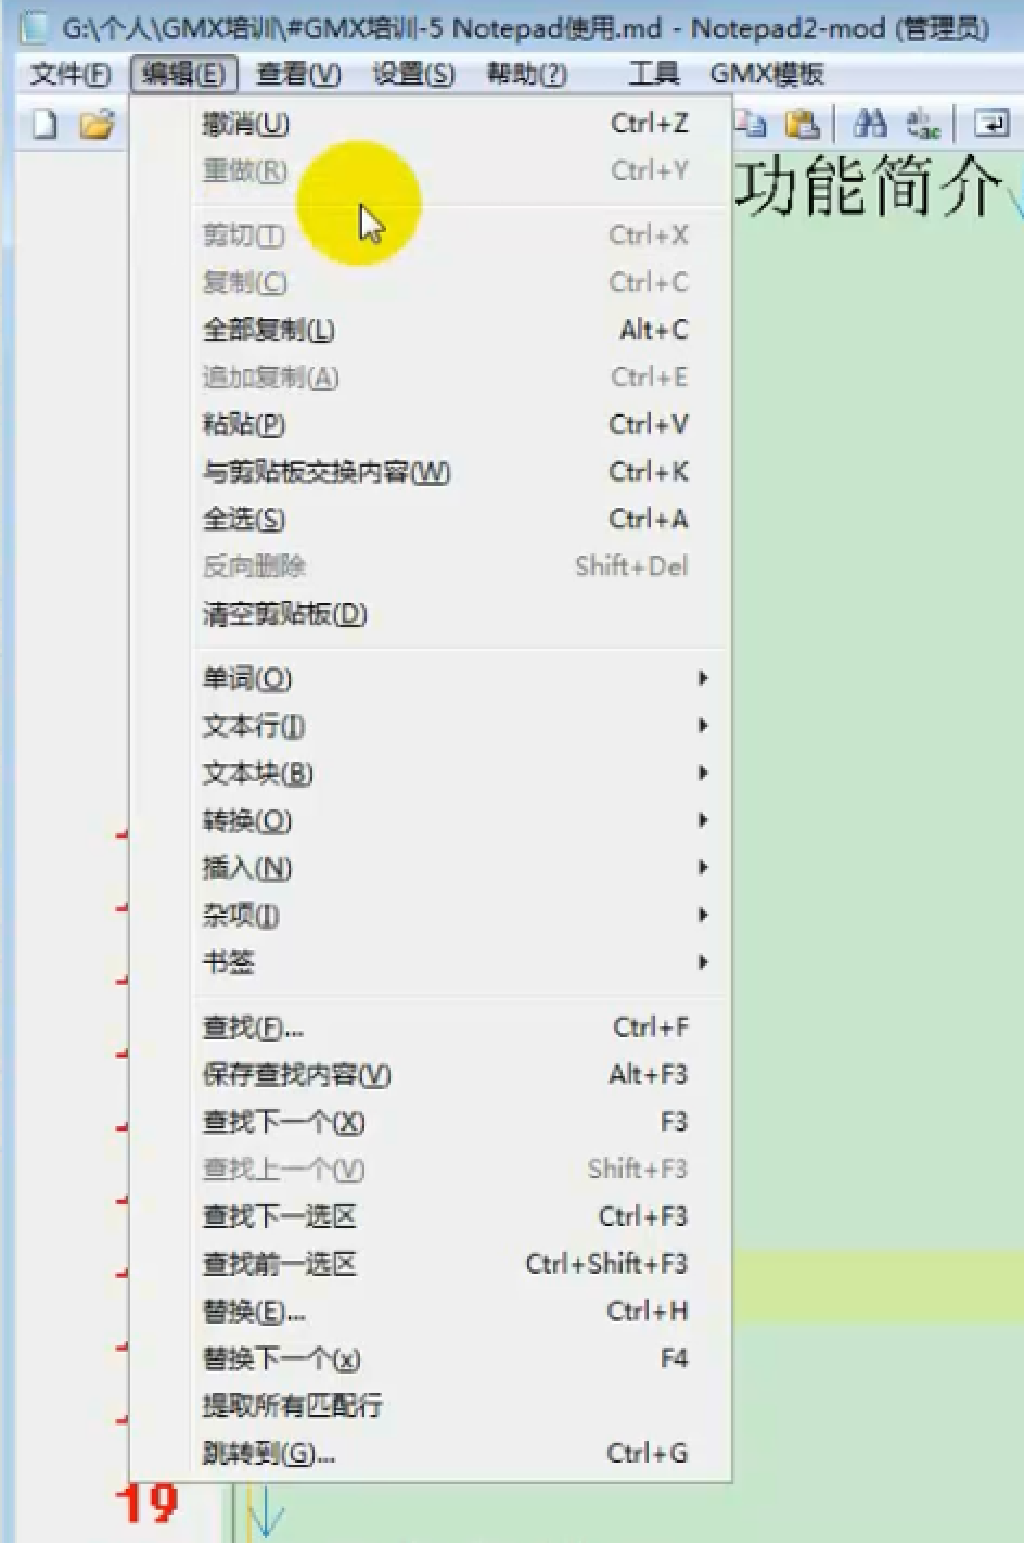 G:\个人\GMX培训\#GMX培训-5 Notepad使用.md - Notepad2-mod (管理员)
文件(F) 编辑(E) 查看(V) 设置(S) 帮助(?) 工具 GMX模板
功能简介
撤消(U) Ctrl+Z
重做(R) Ctrl+Y
剪切(T) Ctrl+X
复制(C) Ctrl+C
全部复制(L) Alt+C
追加复制(A) Ctrl+E
粘贴(P) Ctrl+V
与剪贴板交换内容(W) Ctrl+K
全选(S) Ctrl+A
反向删除 Shift+Del
清空剪贴板(D)
单词(O)
文本行(I)
文本块(B)
转换(O)
插入(N)
杂项(I)
书签
查找(F)... Ctrl+F
保存查找内容(V) Alt+F3
查找下一个(X) F3
查找上一个(V) Shift+F3
查找下一选区 Ctrl+F3
查找前一选区 Ctrl+Shift+F3
替换(E)... Ctrl+H
替换下一个(x) F4
提取所有匹配行
跳转到(G)... Ctrl+G
19